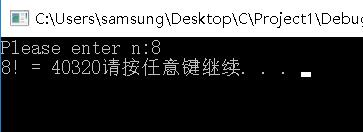 C:\Users\samsung\Desktop\C\Project1\Debug
Please enter n:8
8! = 40320请按任意键继续. . .